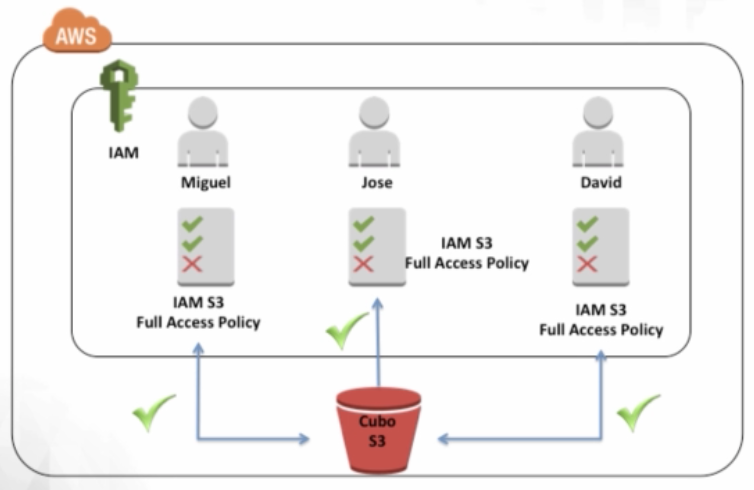 AWS
IAM
Miguel
Jose
David
IAM S3
Full Access Policy
IAM S3
Full Access Policy
IAM S3
Full Access Policy
Cubo
S3